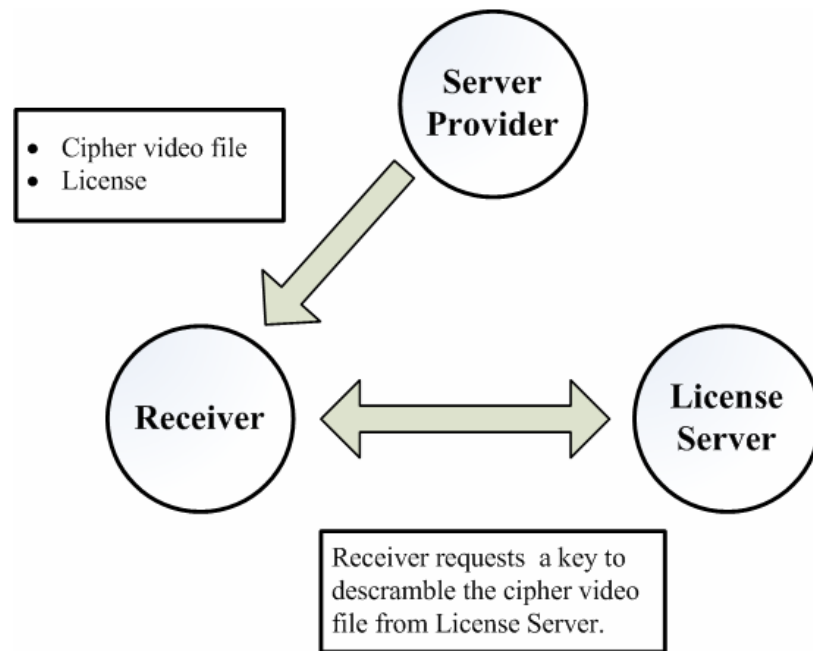 Server
Provider
• Cipher video file
• License
Receiver
License
Server
Receiver requests a key to
descramble the cipher video
file from License Server.